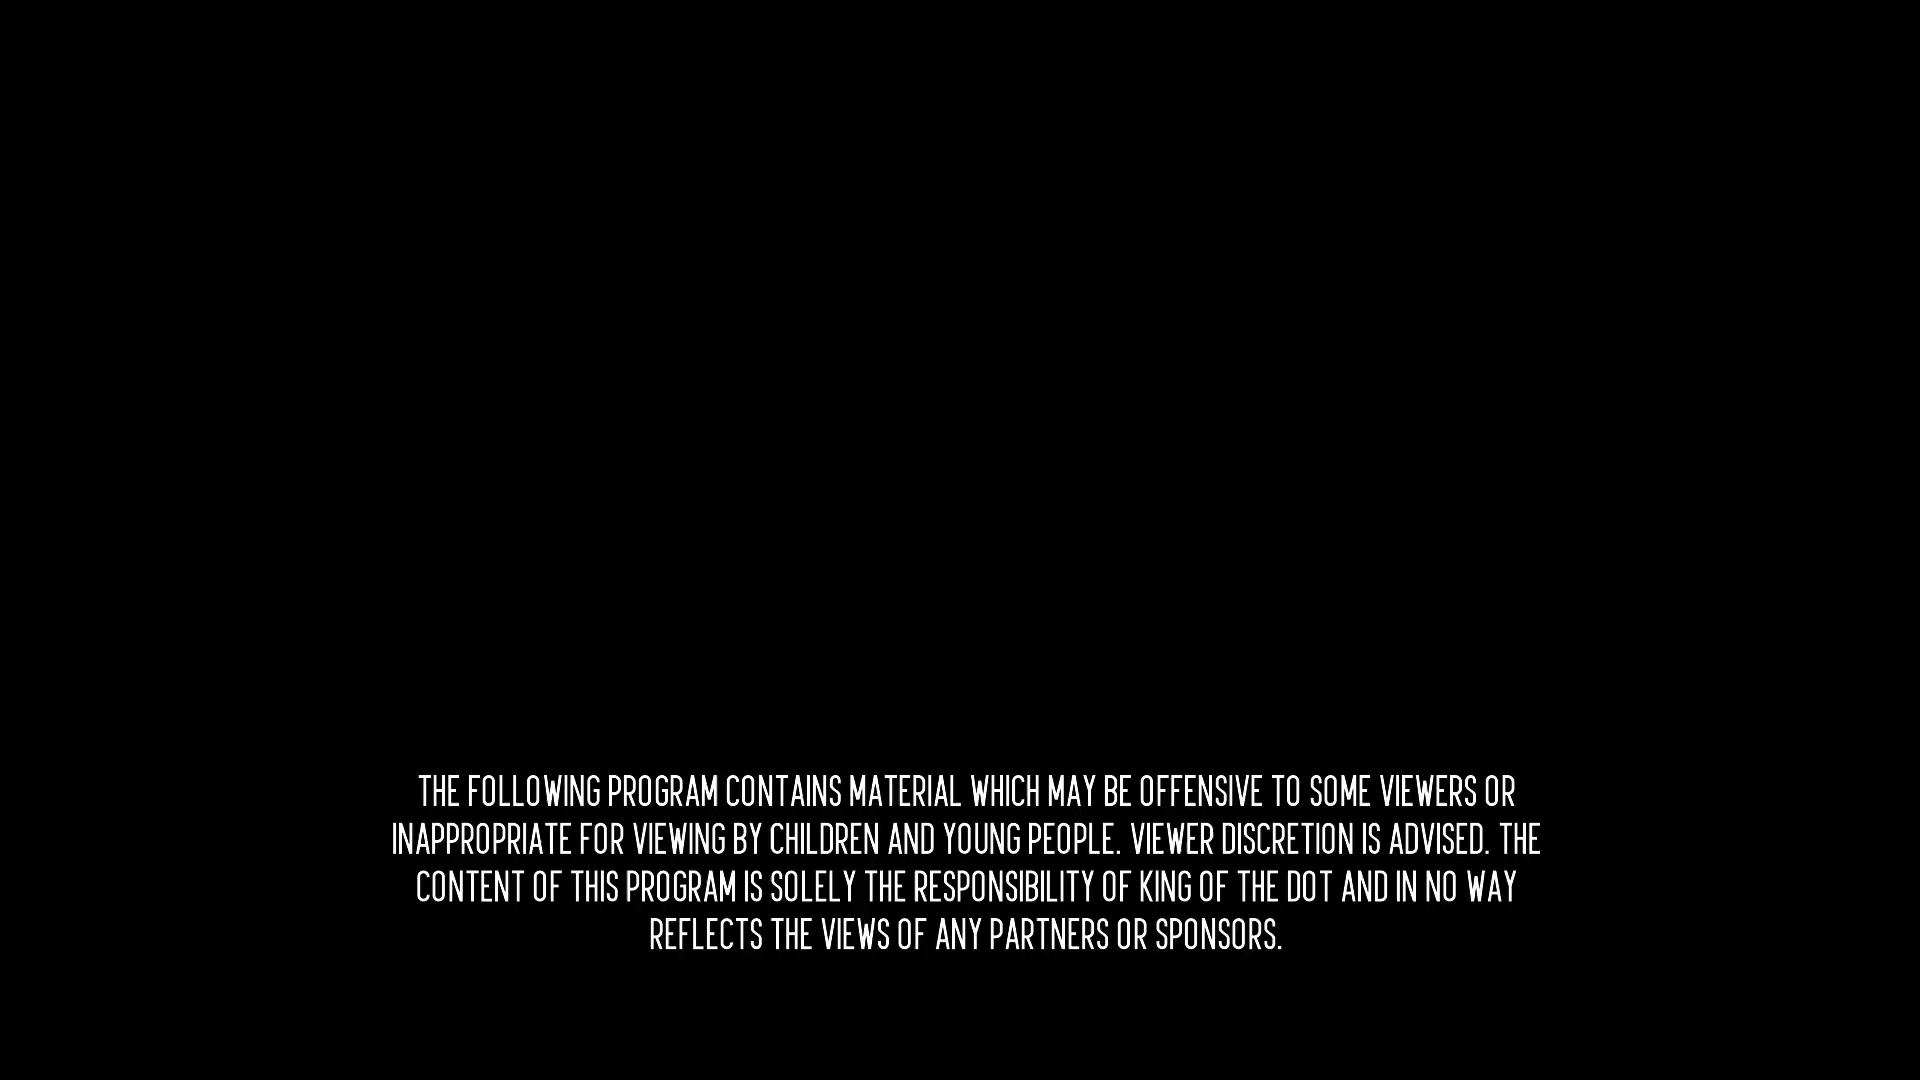 THE FOLLOWING PROGRAM CONTAINS MATERIAL WHICH MAY BE OFFENSIVE TO SOME VIEWERS OR
INAPPROPRIATE FOR VIEWING BY CHILDREN AND YOUNG PEOPLE. VIEWER DISCRETION IS ADVISED. THE
CONTENT OF THIS PROGRAM IS SOLELY THE RESPONSIBILITY OF KING OF THE DOT AND IN NO WAY
REFLECTS THE VIEWS OF ANY PARTNERS OR SPONSORS.